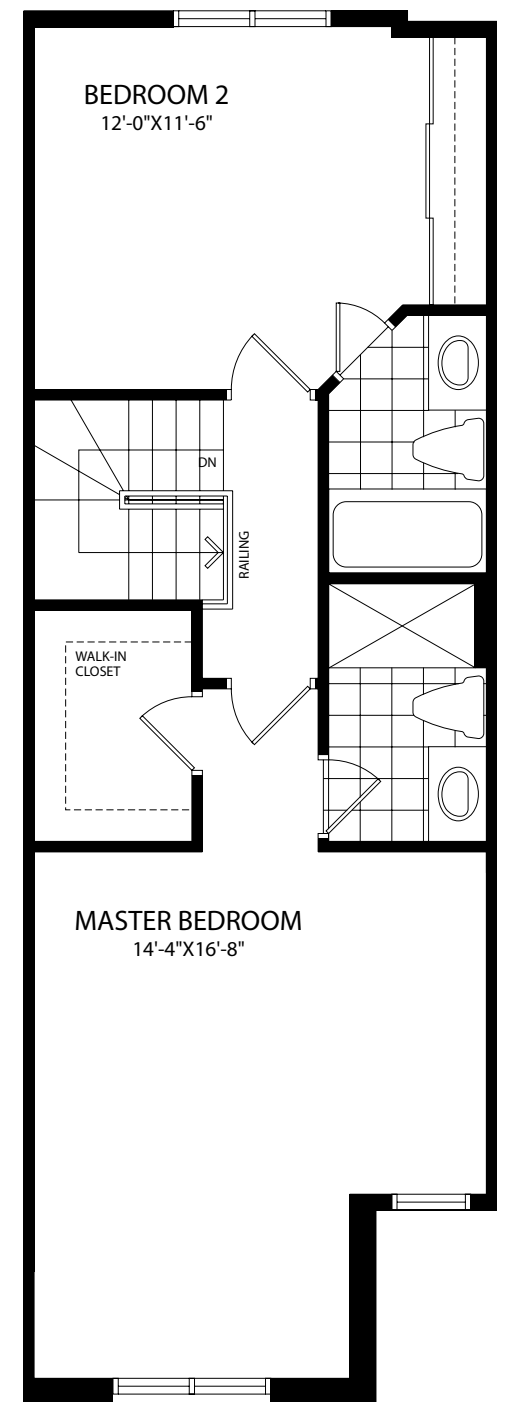 BEDROOM 2
12'-0"X11'-6"
DN
RAILING
WALK-IN
CLOSET
MASTER BEDROOM
14'-4"X16'-8"